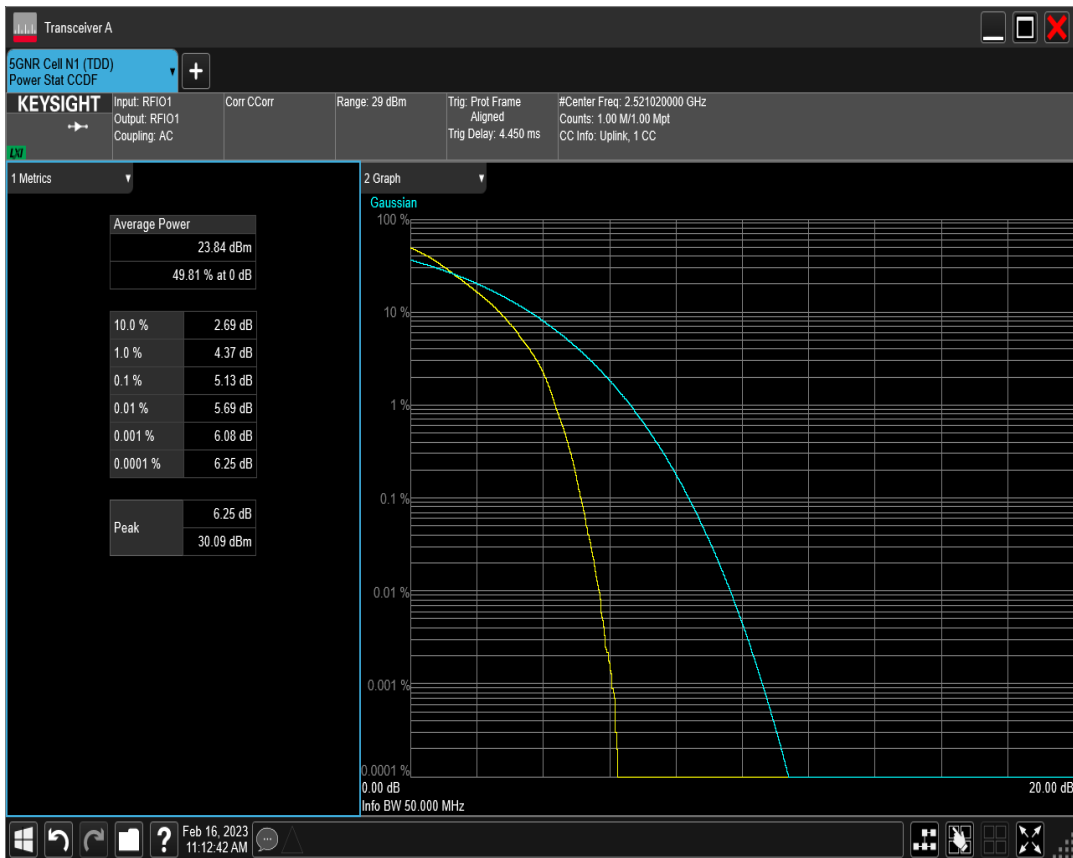 Transceiver A
5GNR Cell N1 (TDD)
Power Stat CCDF
KEYSIGHT
LXI
Input: RFIO1
Output: RFIO1
Coupling: AC
Corr CCorr
Range: 29 dBm
Trig: Prot Frame
Aligned
Trig Delay: 4.450 ms
#Center Freq: 2.521020000 GHz
Counts: 1.00 M/1.00 Mpt
CC Info: Uplink, 1 CC
1 Metrics
Average Power
23.84 dBm
49.81 % at 0 dB
10.0 % 2.69 dB
1.0 % 4.37 dB
0.1 % 5.13 dB
0.01 % 5.69 dB
0.001 % 6.08 dB
0.0001 % 6.25 dB
Peak
6.25 dB
30.09 dBm
2 Graph
Gaussian
100 %
10 %
1 %
0.1 %
0.01 %
0.001 %
0.0001 %
0.00 dB 20.00 dB
Info BW 50.000 MHz
? Feb 16, 2023
11:12:42 AM